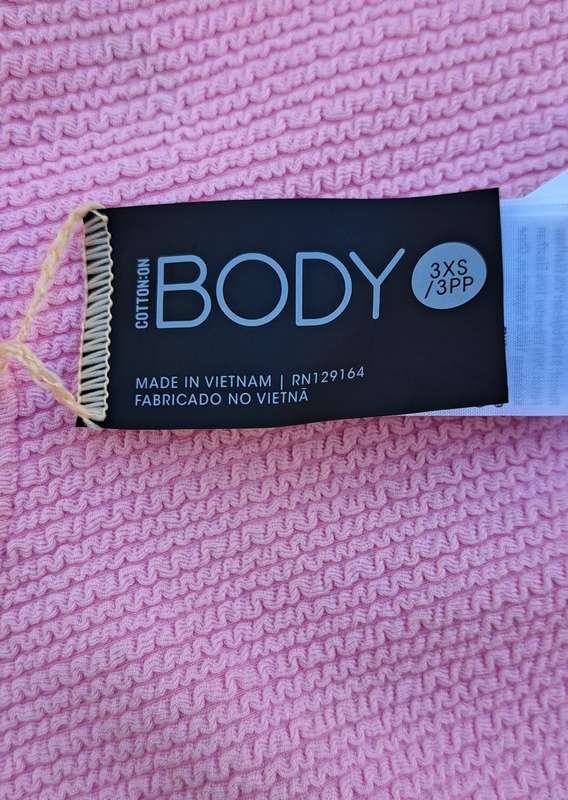 COTTON:ON
BODY
3XS
/3PP
MADE IN VIETNAM | RN129164
FABRICADO NO VIETNÃ